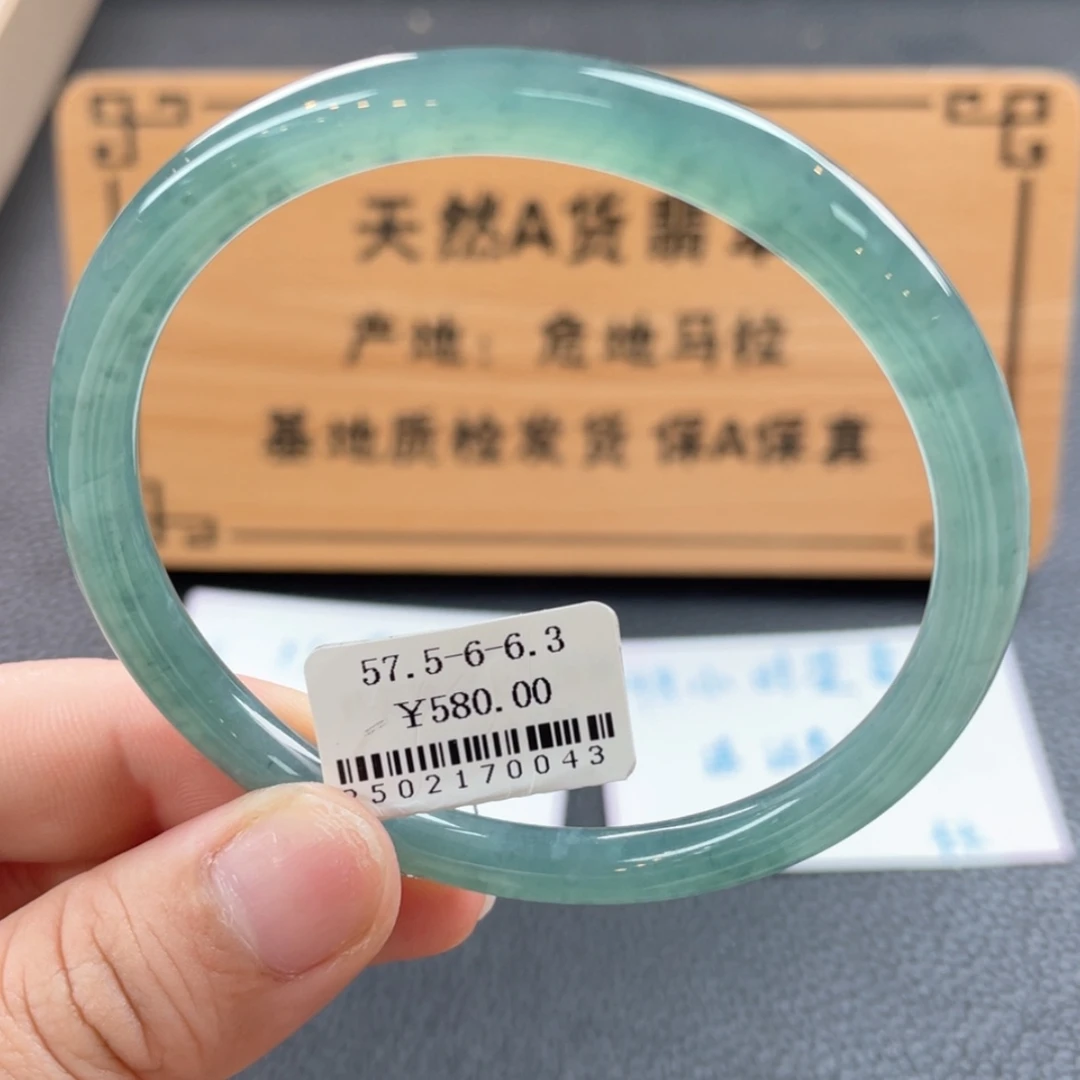 天然A货翡翠
产地：危地马拉
基地质检发货 保A保真
57.5-6-6.3
￥580.00
2502170043